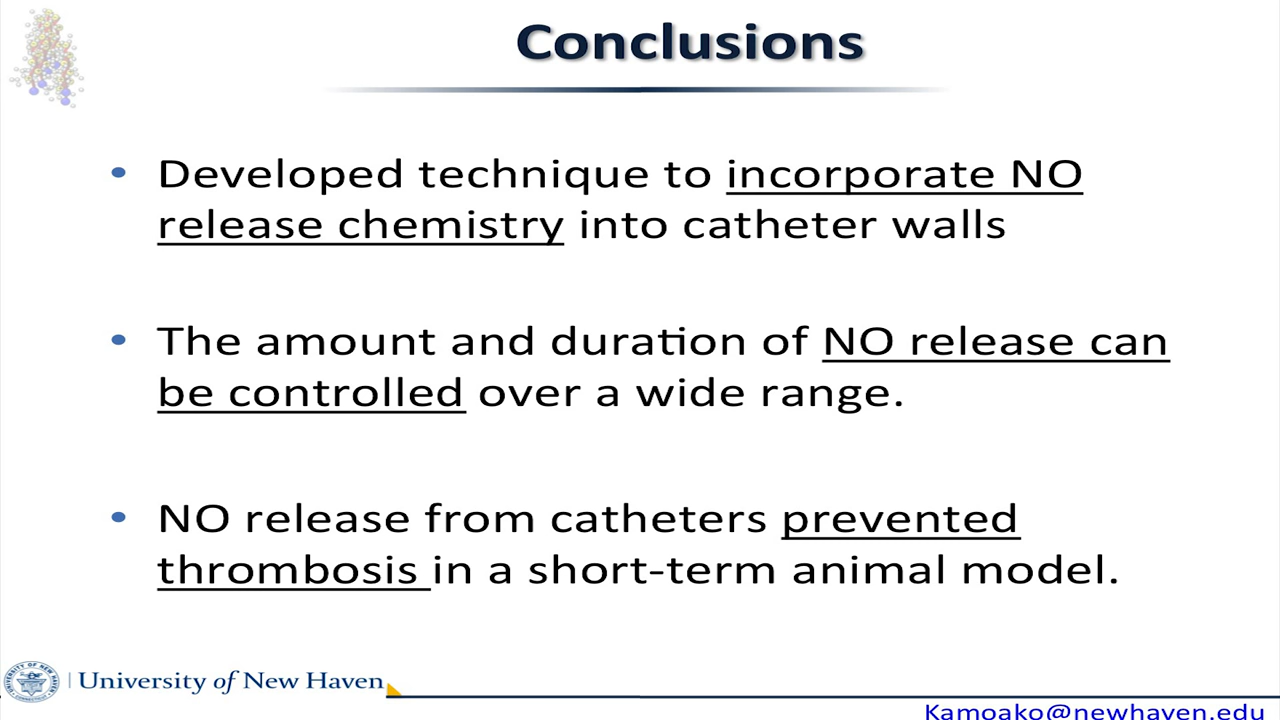 Conclusions
• Developed technique to incorporate NO
release chemistry into catheter walls
• The amount and duration of NO release can
be controlled over a wide range.
• NO release from catheters prevented
thrombosis in a short-term animal model.
University of New Haven
Kamoako@newhaven.edu